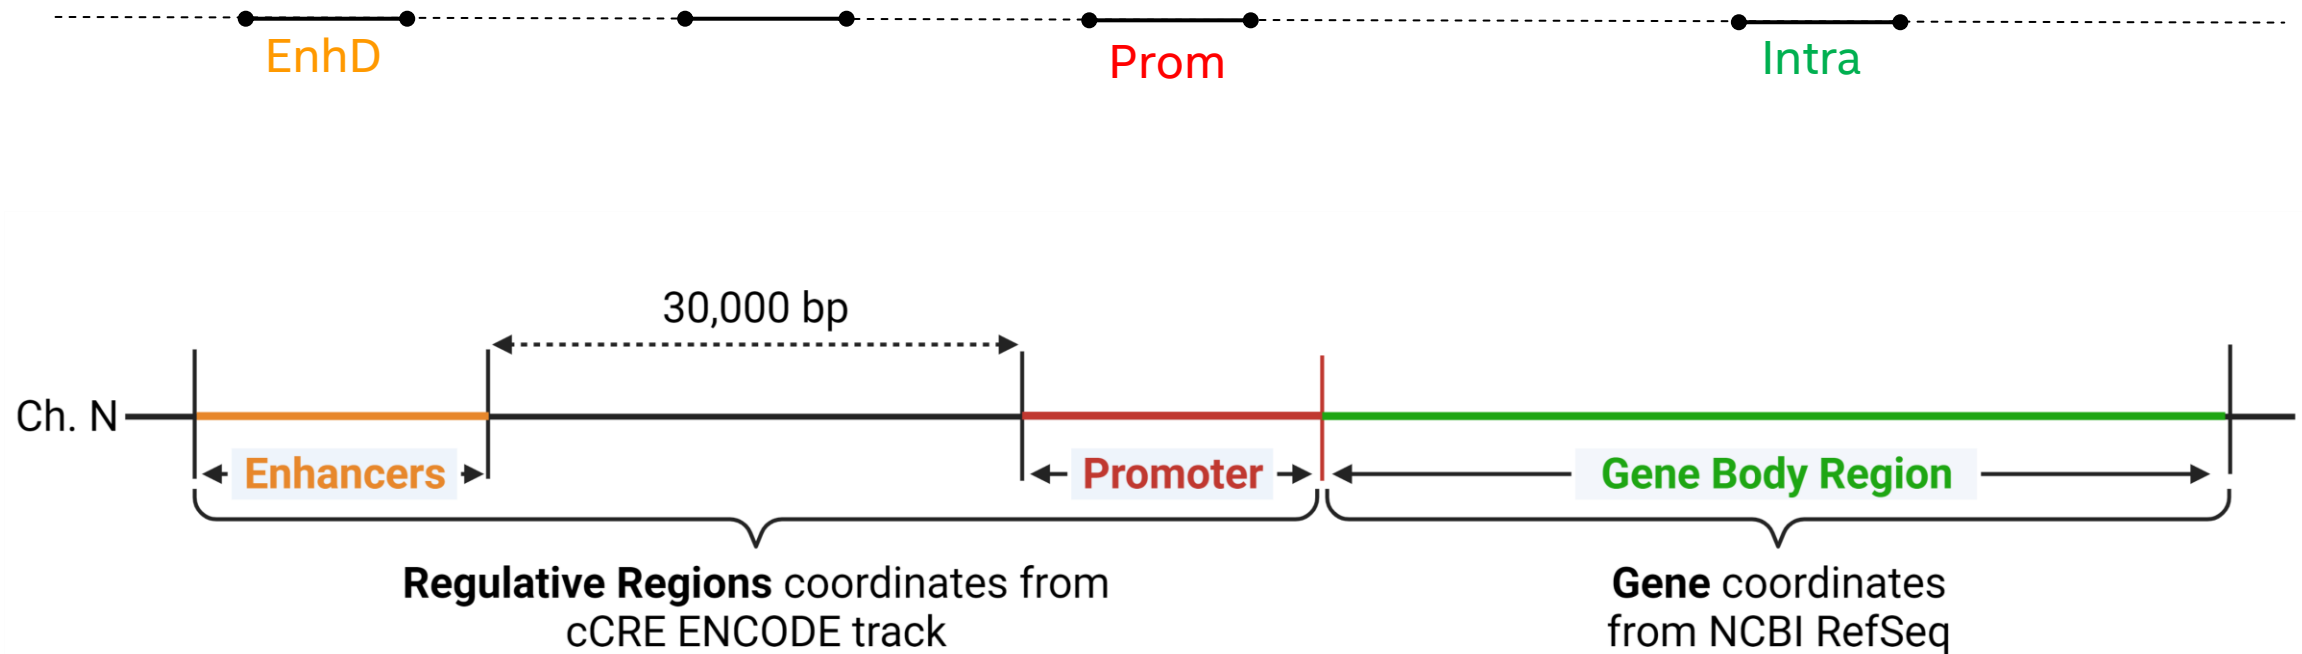 EnhD
Prom
Intra
30,000 bp
Ch. N
Enhancers
Promoter
Gene Body Region
Regulative Regions coordinates from
cCRE ENCODE track
Gene coordinates
from NCBI RefSeq